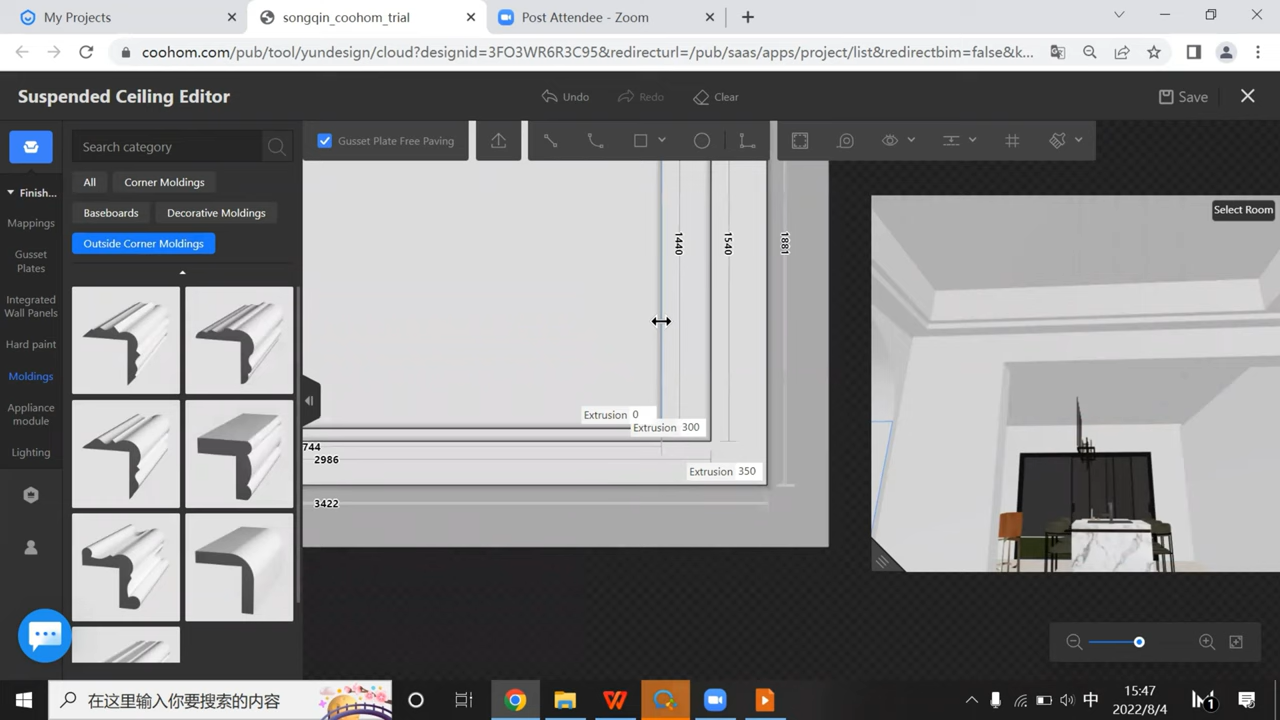 My Projects
songqin_coohom_trial
Post Attendee - Zoom
coohom.com/pub/tool/yundesign/cloud?designid=3FO3WR6R3C95&redirecturl=/pub/saas/apps/project/list&redirectbim=false&k...
Suspended Ceiling Editor
Undo
Redo
Clear
Save
Search category
Gusset Plate Free Paving
All
Corner Moldings
Baseboards
Decorative Moldings
Outside Corner Moldings
Finish...
Mappings
Gusset
Plates
Integrated
Wall Panels
Hard paint
Moldings
Appliance
module
Lighting
1440
1540
1881
Extrusion 0
Extrusion 300
744
2986
Extrusion 350
3422
Select Room
在这里输入你要搜索的内容
中
15:47
2022/8/4
1